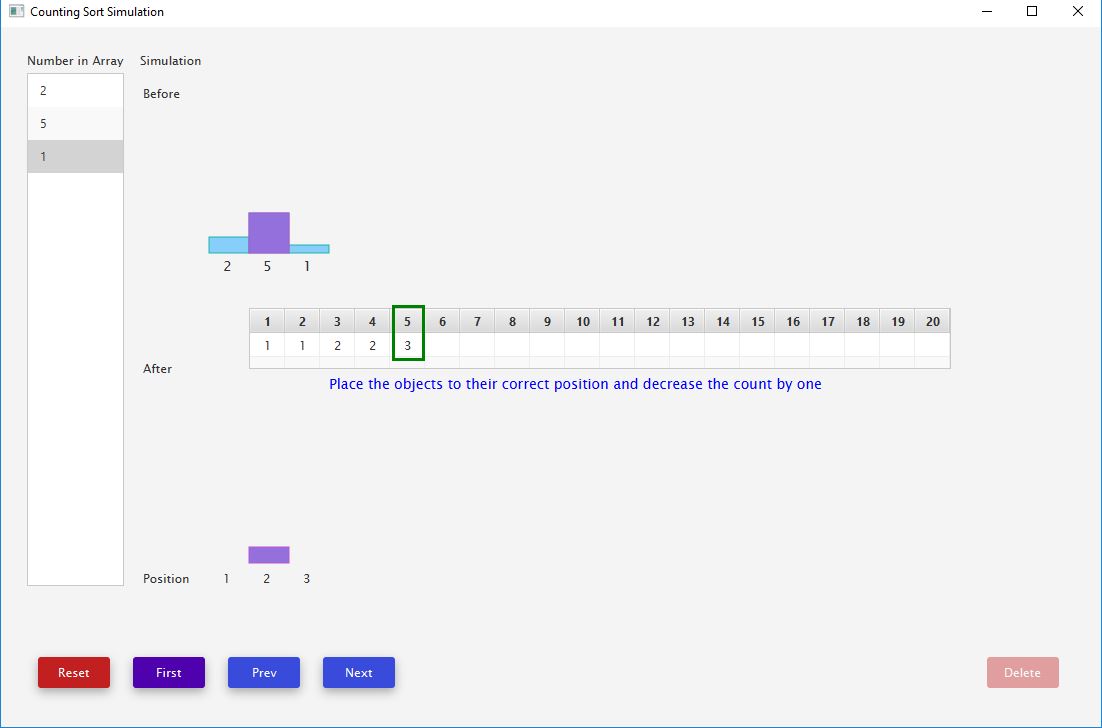 Counting Sort Simulation
Number in Array
Simulation
2
5
1
Before
2 5 1
1 2 3 4 5 6 7 8 9 10 11 12 13 14 15 16 17 18 19 20
1 1 2 2 3
After
Place the objects to their correct position and decrease the count by one
Position 1 2 3
Reset First Prev Next Delete